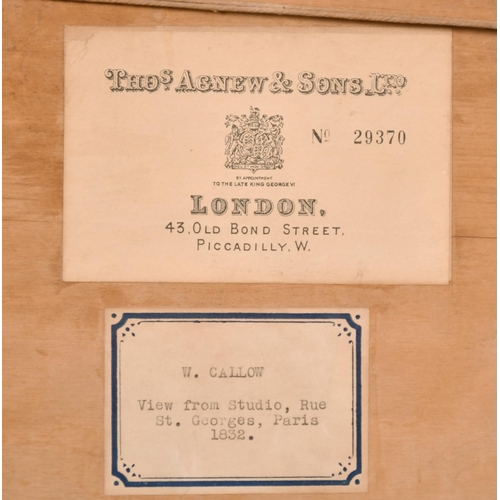 Thos Agnew & Sons, Ltd
No 29370
BY APPOINTMENT
TO THE LATE KING GEORGE VI
LONDON,
43, OLD BOND STREET,
PICCADILLY. W.
W. CALLOW
View from Studio, Rue
St. Georges, Paris
1832.